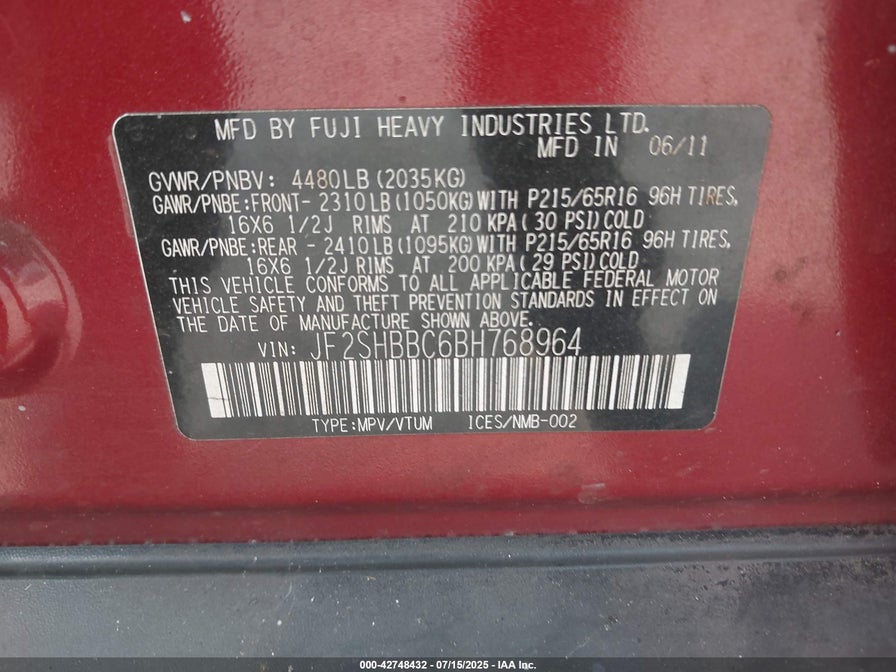 MFD BY FUJI HEAVY INDUSTRIES LTD.
MFD IN 06/11
GVWR/PNBV: 4480LB (2035KG)
GAWR/PNBE:FRONT- 2310LB (1050KG) WITH P215/65R16 96H TIRES,
16X6 1/2J RIMS AT 210 KPA (30 PSI) COLD
GAWR/PNBE:REAR - 2410LB (1095KG) WITH P215/65R16 96H TIRES,
16X6 1/2J RIMS AT 200 KPA (29 PSI) COLD
THIS VEHICLE CONFORMS TO ALL APPLICABLE FEDERAL MOTOR
VEHICLE SAFETY AND THEFT PREVENTION STANDARDS IN EFFECT ON
THE DATE OF MANUFACTURE SHOWN ABOVE.
VIN: JF2SHBBC6BH768964
TYPE:MPV/VTUM 1CES/NMB-002
000-42748432 - 07/15/2025 - IAA Inc.